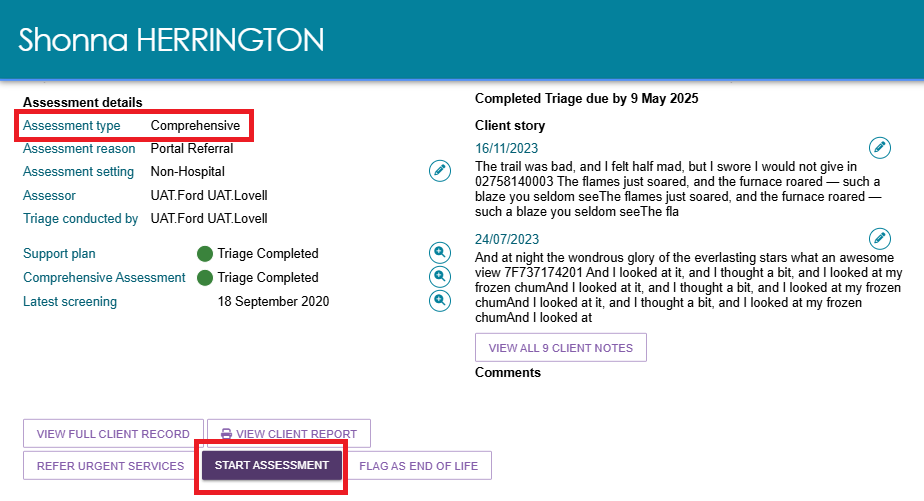 Shonna HERRINGTON
Assessment details
Assessment type Comprehensive
Assessment reason Portal Referral
Assessment setting Non-Hospital
Assessor UAT.Ford UAT.Lovell
Triage conducted by UAT.Ford UAT.Lovell
Support plan Triage Completed
Comprehensive Assessment Triage Completed
Latest screening 18 September 2020
Completed Triage due by 9 May 2025
Client story
16/11/2023
The trail was bad, and I felt half mad, but I swore I would not give in
02758140003 The flames just soared, and the furnace roared — such a
blaze you seldom seeThe flames just soared, and the furnace roared —
such a blaze you seldom seeThe fla
24/07/2023
And at night the wondrous glory of the everlasting stars what an awesome
view 7F737174201 And I looked at it, and I thought a bit, and I looked at my
frozen chumAnd I looked at it, and I thought a bit, and I looked at my frozen
chumAnd I looked at it, and I thought a bit, and I looked at my frozen
chumAnd I looked at
VIEW ALL 9 CLIENT NOTES
Comments
VIEW FULL CLIENT RECORD VIEW CLIENT REPORT
REFER URGENT SERVICES START ASSESSMENT FLAG AS END OF LIFE